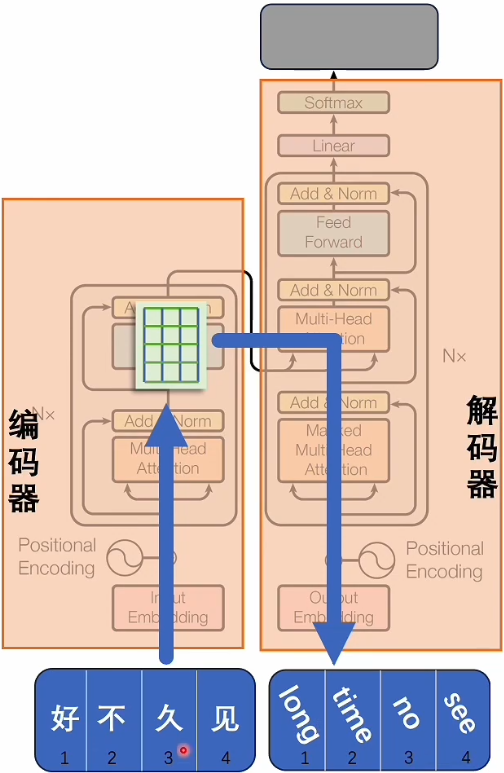 Softmax
Linear
Add & Norm
Feed
Forward
Add & Norm
Multi-Head
N×
Add & Norm
Masked
Multi-Head
Attention
Positional
Encoding
Output
Embedding
解码器
编码器
N×
Add & Norm
Multi-Head
Attention
Positional
Encoding
Input
Embedding
好 不 久 见
1 2 3 4
long time no see
1 2 3 4